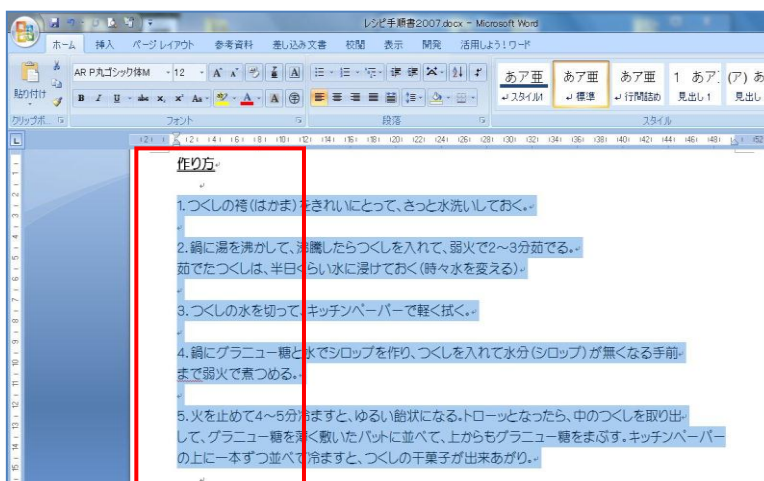 レシピ手順書2007.docx - Microsoft Word
ホーム 挿入 ページ レイアウト 参考資料 差し込み文書 校閲 表示 開発 活用しよう!ワード
貼り付け
AR P丸ゴシック体M 12
あア亜 あア亜 あア亜 1 あア (ア) あ
スタイル1 標準 行間詰め 見出し 1 見出し
クリップボ... フォント 段落 スタイル
作り方
1.つくしの袴(はかま)をきれいにとって、さっと水洗いしておく。
2.鍋に湯を沸かして、沸騰したらつくしを入れて、弱火で2～3分茹でる。
茹でたつくしは、半日くらい水に浸けておく(時々水を変える)
3.つくしの水を切って、キッチンペーパーで軽く拭く。
4.鍋にグラニュー糖と水でシロップを作り、つくしを入れて水分(シロップ)が無くなる手前
まで弱火で煮つめる。
5.火を止めて4～5分冷ますと、ゆるい飴状になる。トローッとなったら、中のつくしを取り出
して、グラニュー糖を薄く敷いたバットに並べて、上からもグラニュー糖をまぶす。キッチンペーパー
の上に一本ずつ並べて冷ますと、つくしの干菓子が出来あがり。